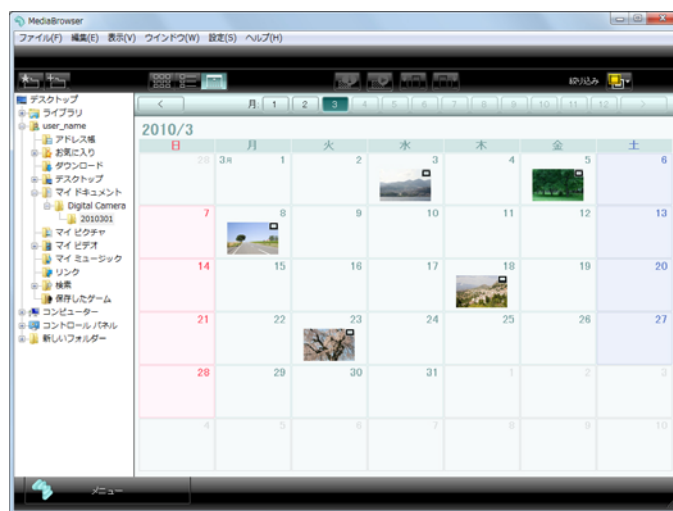 MediaBrowser
ファイル(F) 編集(E) 表示(V) ウインドウ(W) 設定(S) ヘルプ(H)
絞り込み
デスクトップ
ライブラリ
user_name
アドレス帳
お気に入り
ダウンロード
デスクトップ
マイ ドキュメント
Digital Camera
2010301
マイ ピクチャ
マイ ビデオ
マイ ミュージック
リンク
検索
保存したゲーム
コンピューター
コントロール パネル
新しいフォルダー
< 月: 1 2 3 4 5 6 7 8 9 10 11 12 >
2010/3
日 月 火 水 木 金 土
28 3月 1 2 3 4 5 6
7 8 9 10 11 12 13
14 15 16 17 18 19 20
21 22 23 24 25 26 27
28 29 30 31 1 2 3
4 5 6 7 8 9 10
メニュー